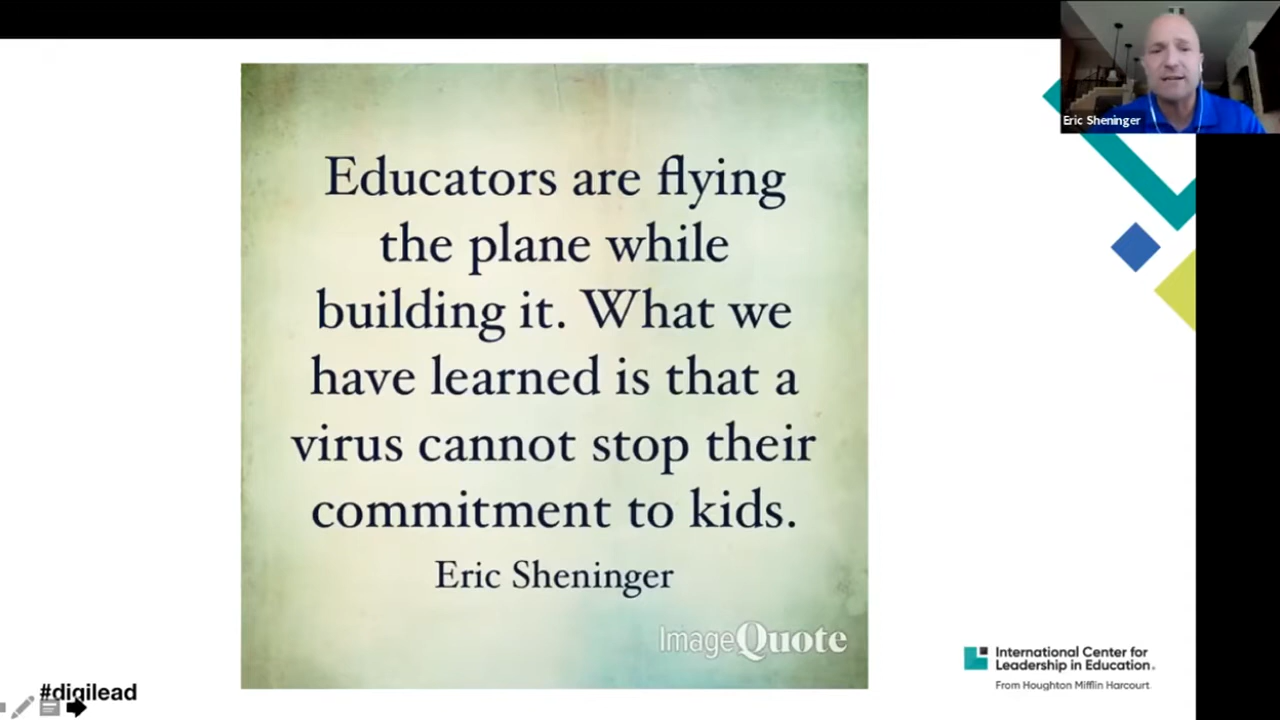 Eric Sheninger
Educators are flying
the plane while
building it. What we
have learned is that a
virus cannot stop their
commitment to kids.
Eric Sheninger
ImageQuote
International Center for
Leadership in Education.
From Houghton Mifflin Harcourt
#digilead